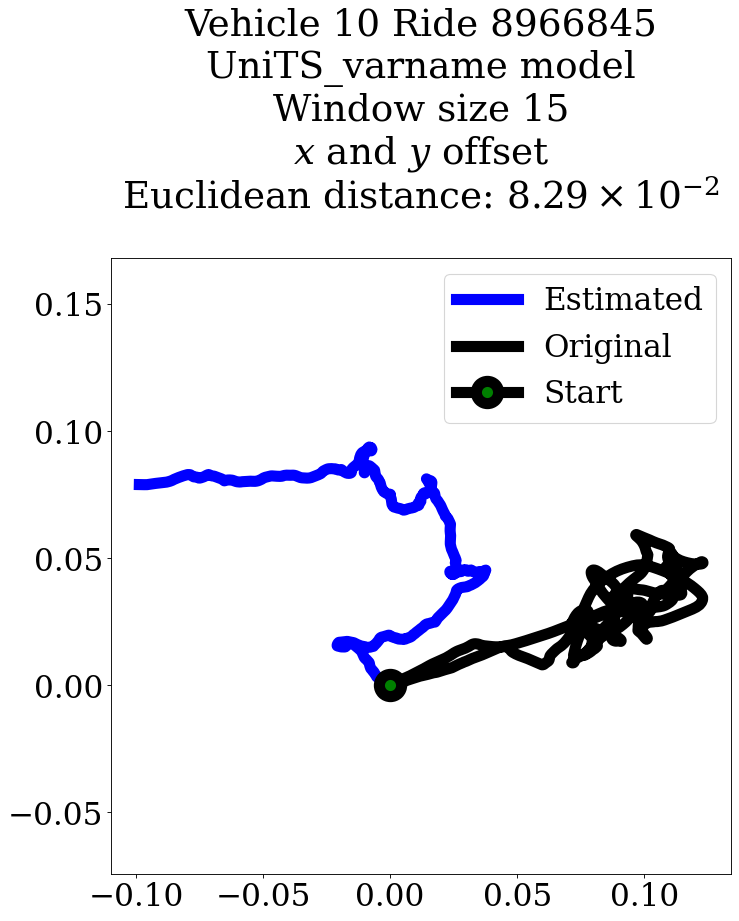 Vehicle 10 Ride 8966845
UniTS_varname model
Window size 15
x and y offset
Euclidean distance: 8.29 × 10⁻²
Estimated
Original
Start
0.15
0.10
0.05
0.00
−0.05
−0.10
−0.05
0.00
0.05
0.10